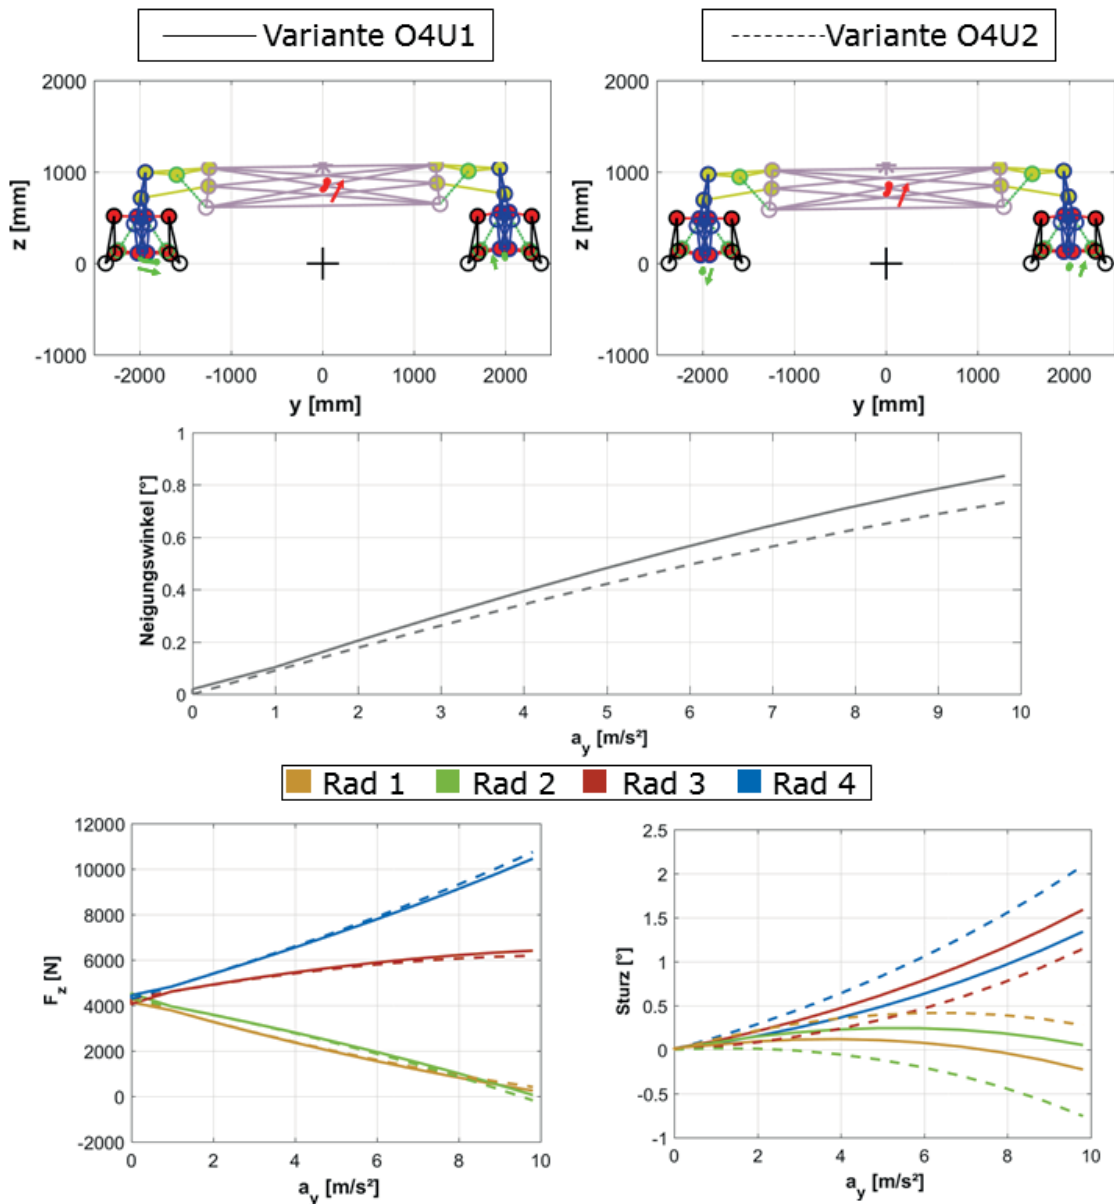 Variante O4U1
Variante O4U2
2000
1000
0
-1000
z [mm]
-2000 -1000 0 1000 2000
y [mm]
2000
1000
0
-1000
z [mm]
-2000 -1000 0 1000 2000
y [mm]
1
0.8
0.6
0.4
0.2
0
Neigungswinkel [°]
0 1 2 3 4 5 6 7 8 9 10
a_y [m/s²]
Rad 1 Rad 2 Rad 3 Rad 4
12000
10000
8000
6000
4000
2000
0
-2000
F_z [N]
0 2 4 6 8 10
a_y [m/s²]
2.5
2
1.5
1
0.5
0
-0.5
-1
Sturz [°]
0 2 4 6 8 10
a_y [m/s²]